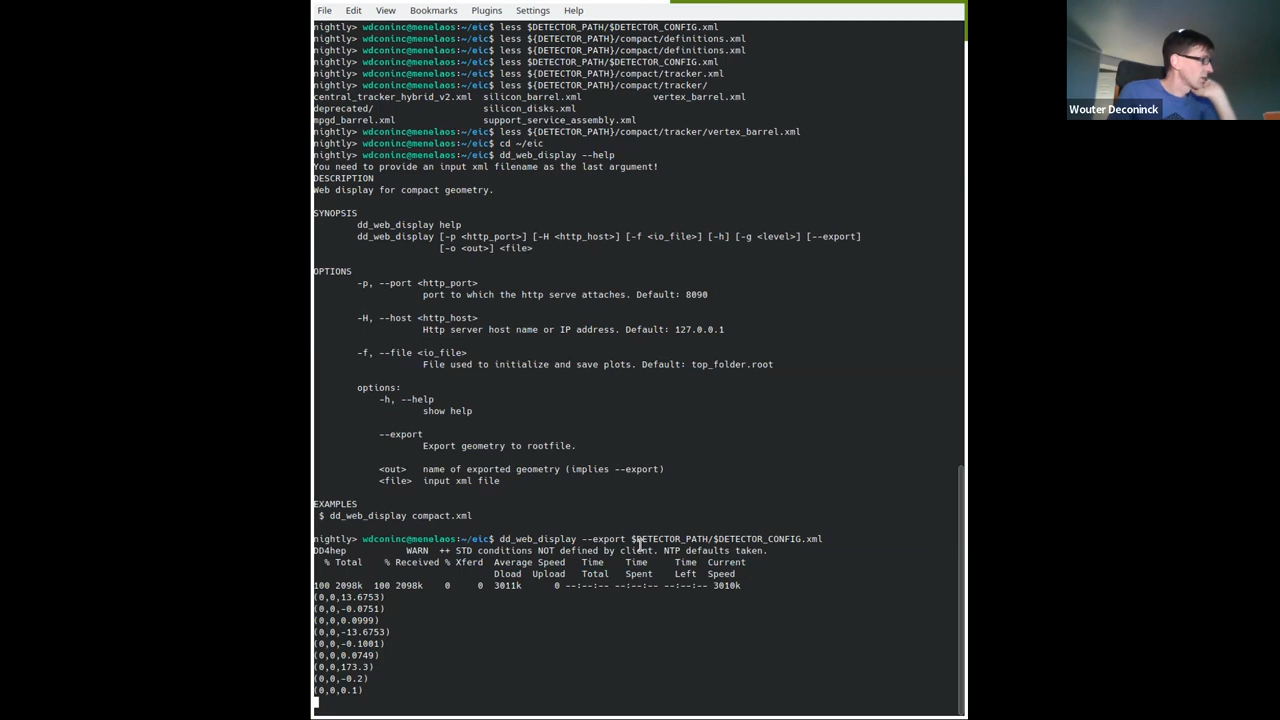 File Edit View Bookmarks Plugins Settings Help
nightly> wdconinc@menelaos:~/eic$ less $DETECTOR_PATH/$DETECTOR_CONFIG.xml
nightly> wdconinc@menelaos:~/eic$ less ${DETECTOR_PATH}/compact/definitions.xml
nightly> wdconinc@menelaos:~/eic$ less ${DETECTOR_PATH}/compact/definitions.xml
nightly> wdconinc@menelaos:~/eic$ less $DETECTOR_PATH/$DETECTOR_CONFIG.xml
nightly> wdconinc@menelaos:~/eic$ less ${DETECTOR_PATH}/compact/tracker.xml
nightly> wdconinc@menelaos:~/eic$ less ${DETECTOR_PATH}/compact/tracker/
central_tracker_hybrid_v2.xml silicon_barrel.xml vertex_barrel.xml
deprecated/ silicon_disks.xml
mpgd_barrel.xml support_service_assembly.xml
nightly> wdconinc@menelaos:~/eic$ less ${DETECTOR_PATH}/compact/tracker/vertex_barrel.xml
nightly> wdconinc@menelaos:~/eic$ cd ~/eic
nightly> wdconinc@menelaos:~/eic$ dd_web_display --help
You need to provide an input xml filename as the last argument!
DESCRIPTION
Web display for compact geometry.
SYNOPSIS
dd_web_display help
dd_web_display [-p <http_port>] [-H <http_host>] [-f <io_file>] [-h] [-g <level>] [--export]
[-o <out>] <file>
OPTIONS
-p, --port <http_port>
port to which the http serve attaches. Default: 8090
-H, --host <http_host>
Http server host name or IP address. Default: 127.0.0.1
-f, --file <io_file>
File used to initialize and save plots. Default: top_folder.root
options:
-h, --help
show help
--export
Export geometry to rootfile.
<out> name of exported geometry (implies --export)
<file> input xml file
EXAMPLES
$ dd_web_display compact.xml
nightly> wdconinc@menelaos:~/eic$ dd_web_display --export $DETECTOR_PATH/$DETECTOR_CONFIG.xml
DD4hep WARN ++ STD conditions NOT defined by client. NTP defaults taken.
% Total % Received % Xferd Average Speed Time Time Time Current
Dload Upload Total Spent Left Speed
100 2098k 100 2098k 0 0 3011k 0 --:--:-- --:--:-- --:--:-- 3010k
(0,0,13.6753)
(0,0,-0.0751)
(0,0,0.0999)
(0,0,-13.6753)
(0,0,-0.1001)
(0,0,0.0749)
(0,0,173.3)
(0,0,-0.2)
(0,0,0.1)
Wouter Deconinck